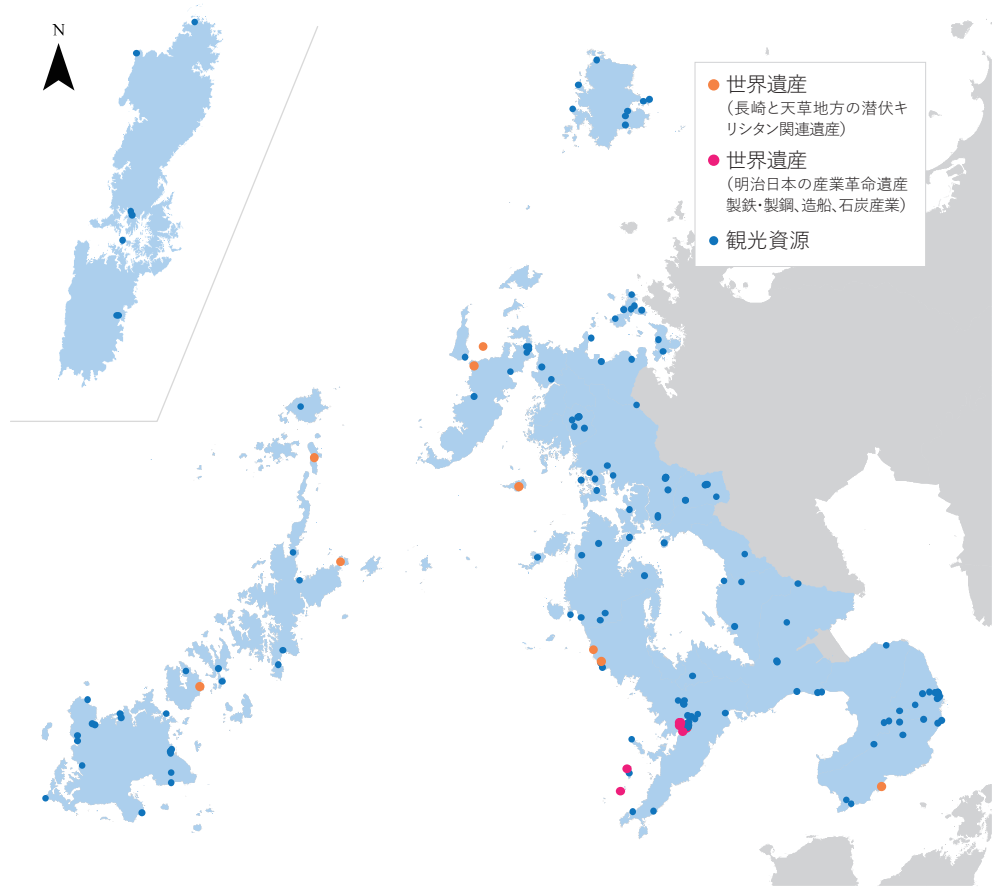 N
世界遺産
（長崎と天草地方の潜伏キ
リシタン関連遺産）
世界遺産
（明治日本の産業革命遺産
製鉄・製鋼、造船、石炭産業）
観光資源